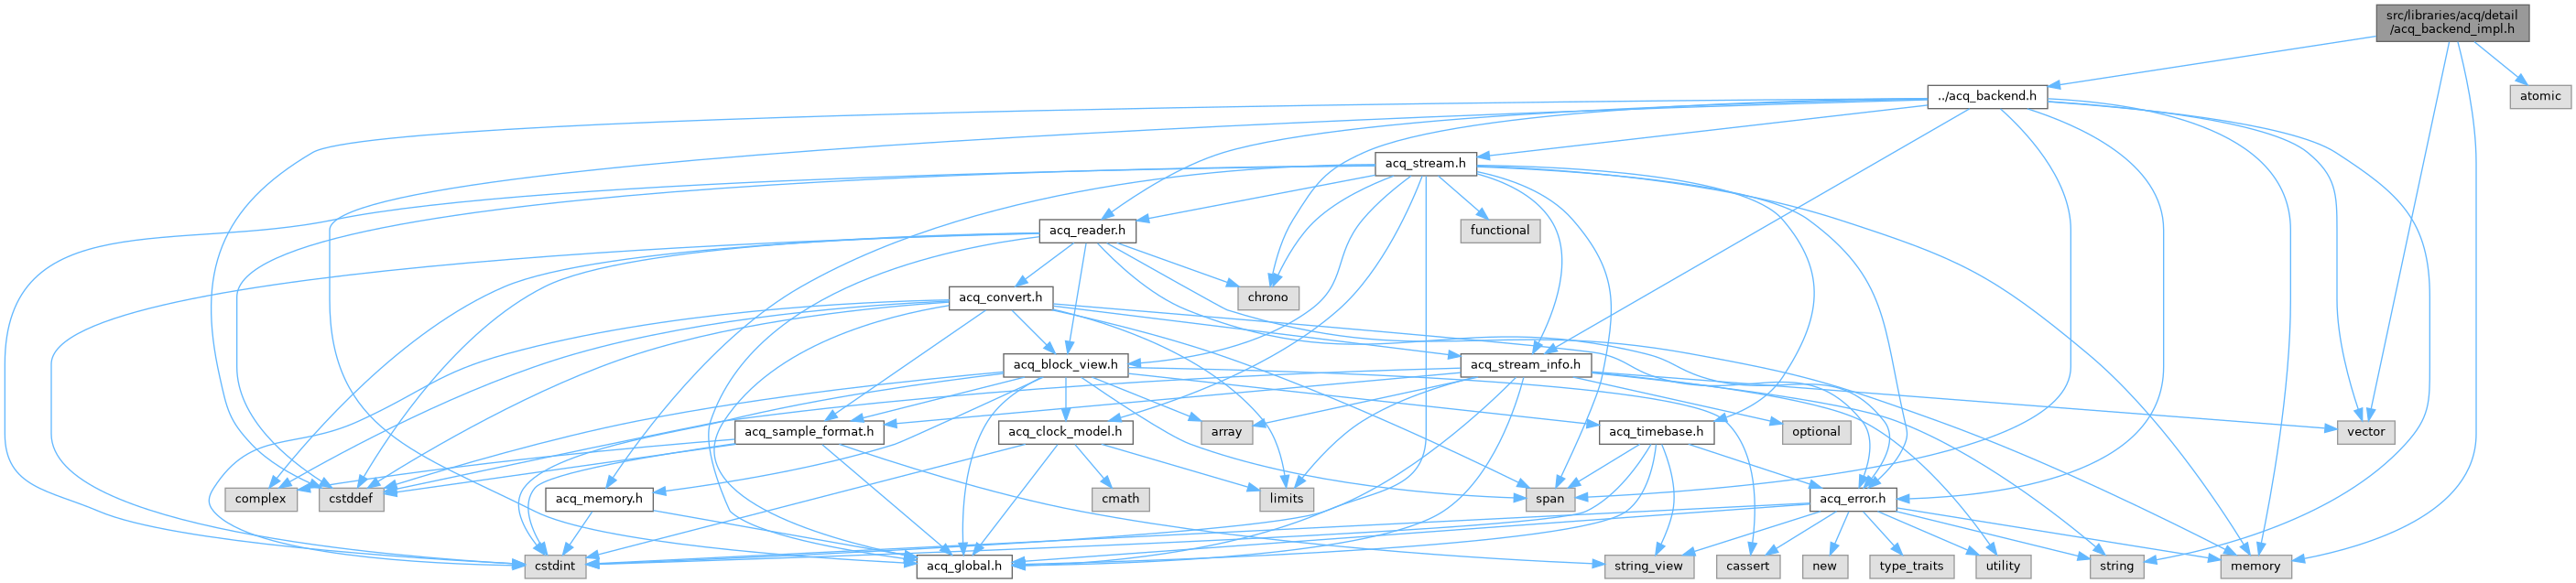 src/libraries/acq/detail
/acq_backend_impl.h
../acq_backend.h
atomic
acq_stream.h
acq_reader.h
functional
acq_convert.h
chrono
acq_block_view.h
acq_stream_info.h
acq_sample_format.h
acq_clock_model.h
array
acq_timebase.h
optional
vector
complex
cstddef
acq_memory.h
cmath
limits
span
acq_error.h
cstdint
acq_global.h
string_view
cassert
new
type_traits
utility
string
memory